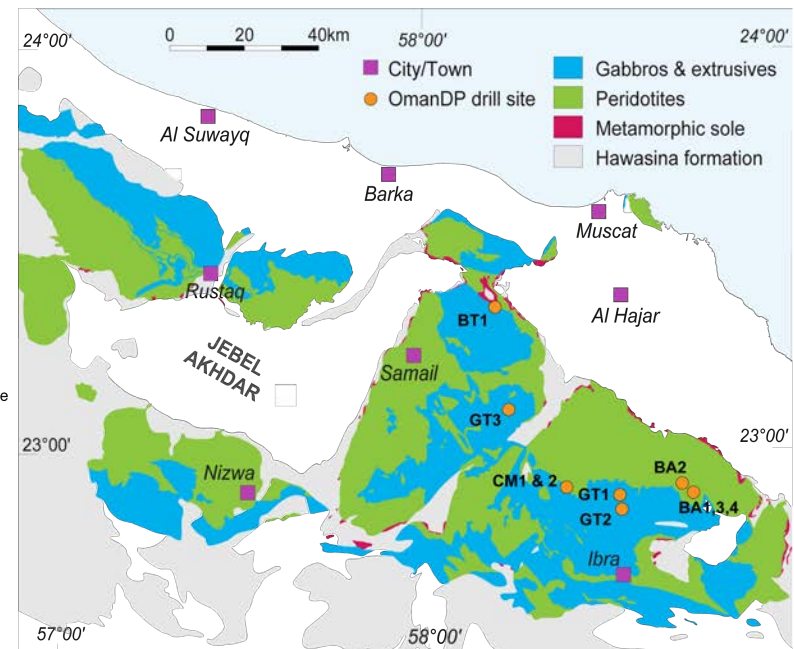 24°00'
0 20 40km
58°00'
24°00'
City/Town
OmanDP drill site
Gabbros & extrusives
Peridotites
Metamorphic sole
Hawasina formation
Al Suwayq
Barka
Muscat
Rustaq
Al Hajar
BT1
JEBEL
AKHDAR
Samail
e
GT3
23°00'
23°00'
Nizwa
CM1 & 2
GT1
GT2
BA2
BA1,3,4
Ibra
57°00'
58°00'